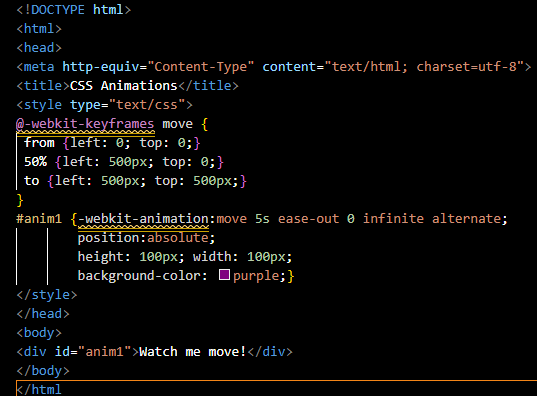 <!DOCTYPE html>
<html>
<head>
<meta http-equiv="Content-Type" content="text/html; charset=utf-8">
<title>CSS Animations</title>
<style type="text/css">
@-webkit-keyframes move {
 from {left: 0; top: 0;}
 50% {left: 500px; top: 0;}
 to {left: 500px; top: 500px;}
}
#anim1 {-webkit-animation:move 5s ease-out 0 infinite alternate;
        position:absolute;
        height: 100px; width: 100px;
        background-color: purple;}
</style>
</head>
<body>
<div id="anim1">Watch me move!</div>
</body>
</html